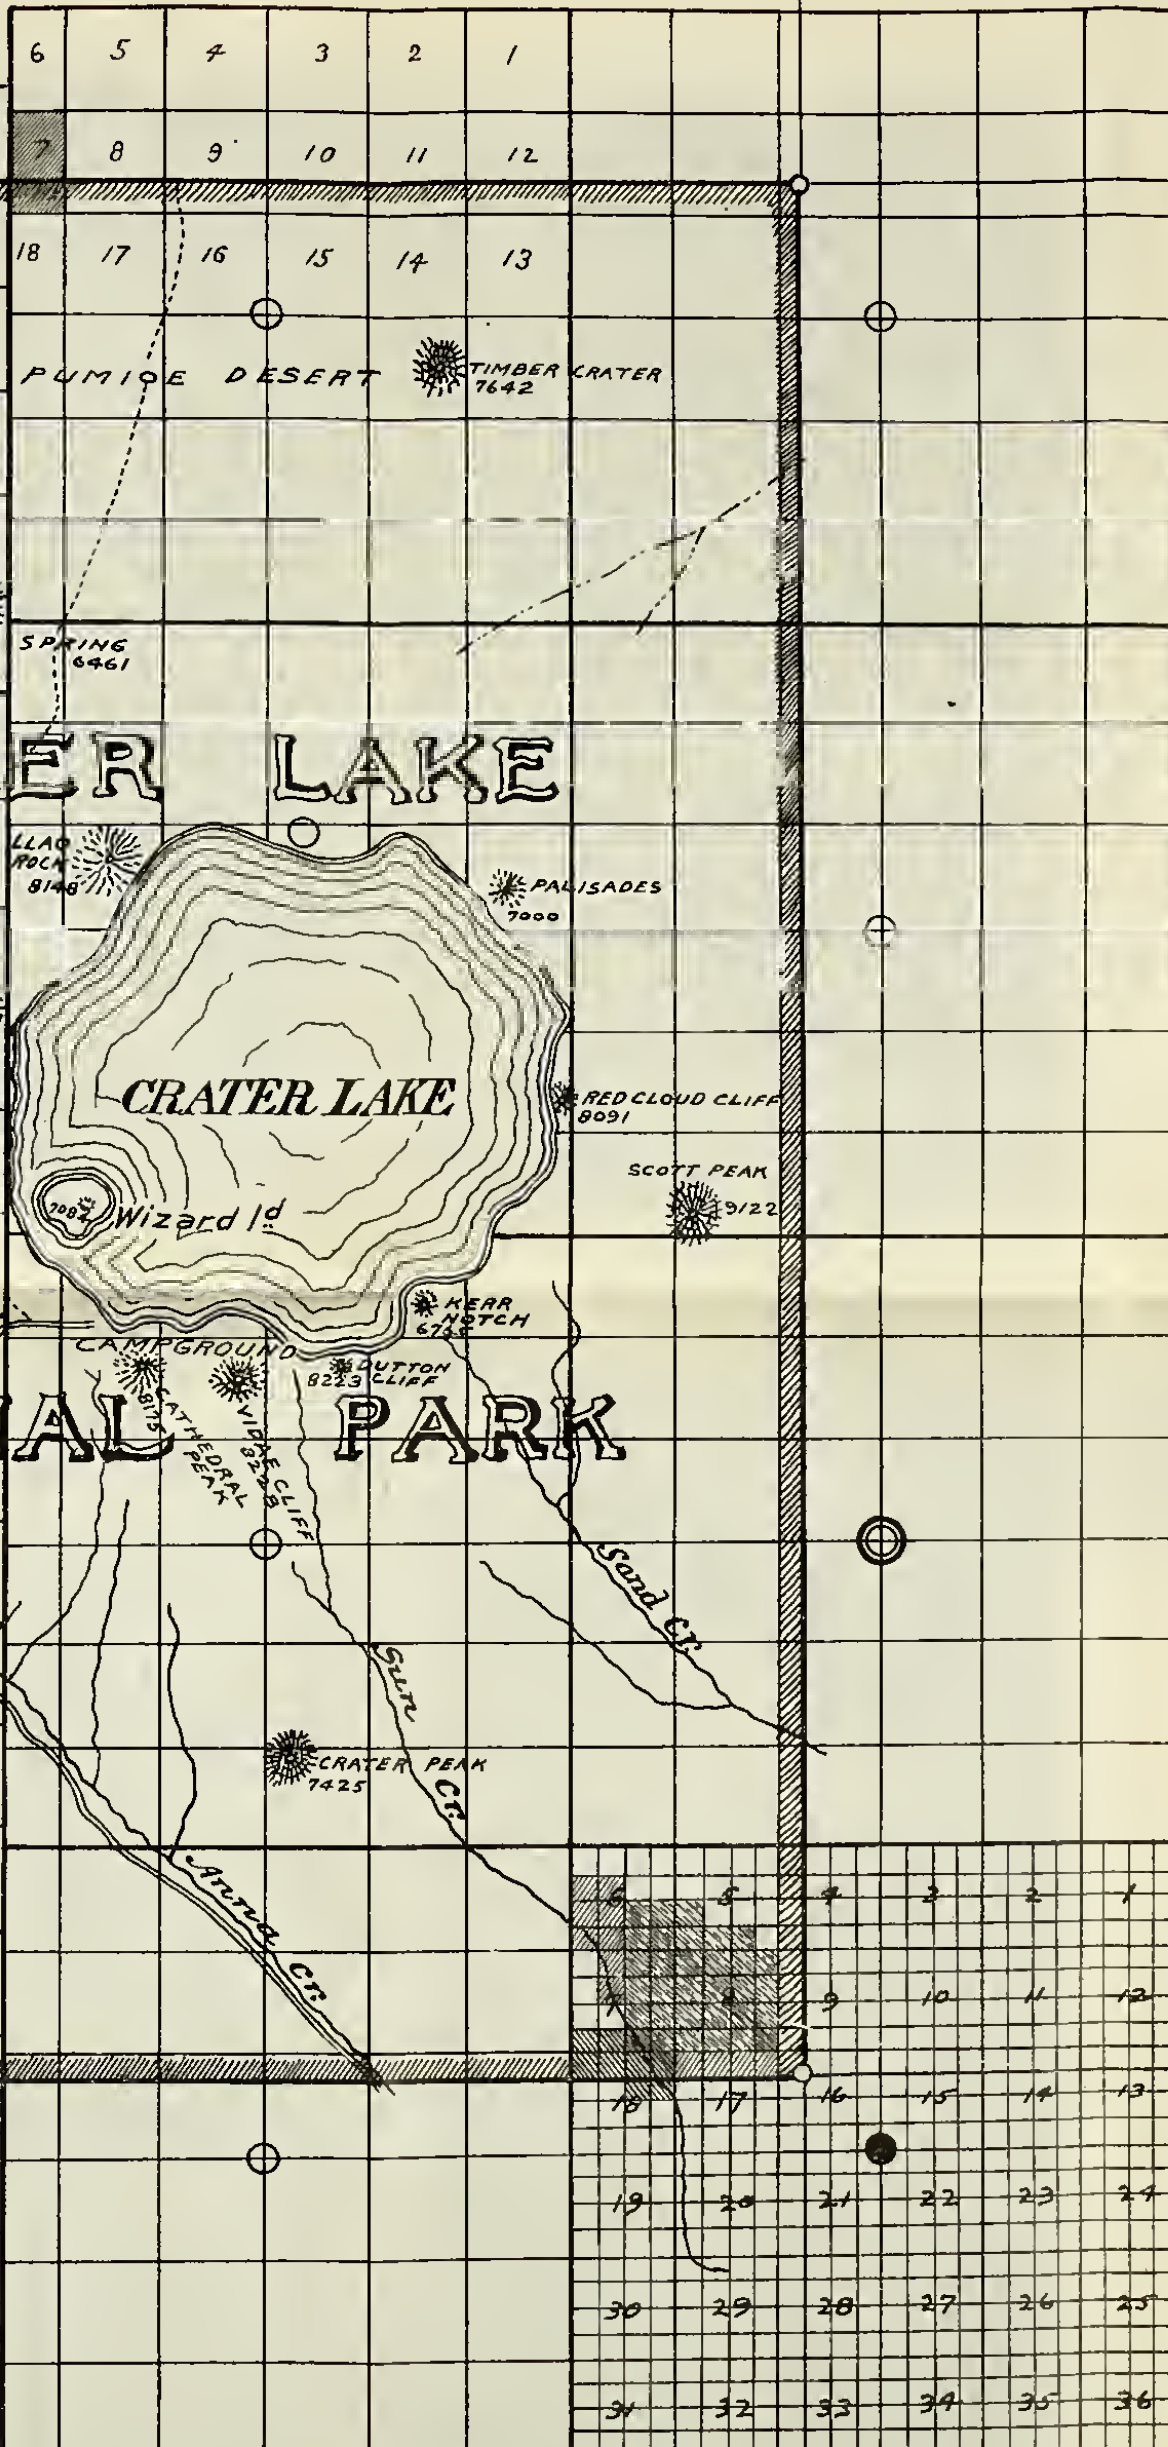 6 5 4 3 2 1
7 8 9 10 11 12
18 17 16 15 14 13
PUMICE DESERT
TIMBER CRATER
7642
SPRING
6461
ER LAKE
LLAO
ROCK
8148
PALISADES
7000
CRATER LAKE
RED CLOUD CLIFF
8091
SCOTT PEAK
9122
Wizard Id
KERR
NOTCH
CAMPGROUND
DUTTON
8223 CLIFF
8175
CATHEDRAL
PEAK
VIDAE CLIFF
AL PARK
Sand Cr.
Sun Cr.
CRATER PEAK
7425
Anna Cr.
6 5 4 3 2 1
7 8 9 10 11 12
18 17 16 15 14 13
19 20 21 22 23 24
30 29 28 27 26 25
31 32 33 34 35 36